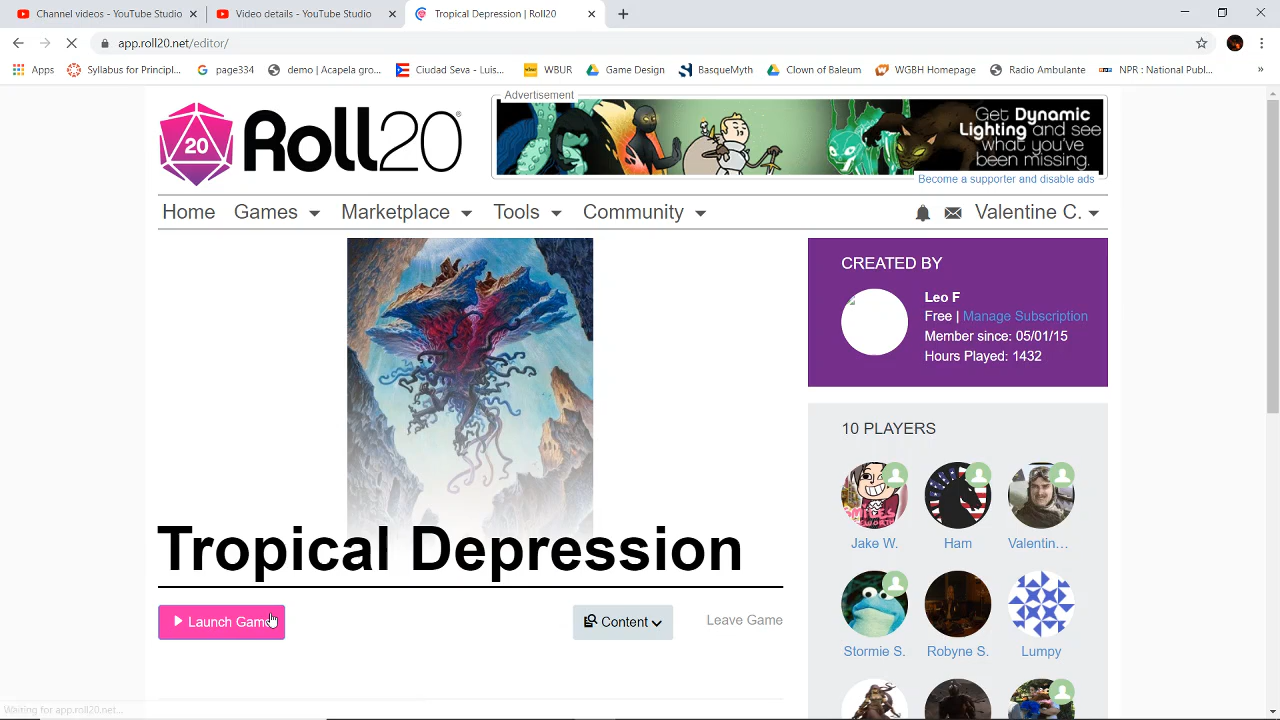 Channel videos - YouTube Studio
Video details - YouTube Studio
Tropical Depression | Roll20
app.roll20.net/editor/
Apps
Syllabus for Principl...
page334
demo | Acapela gro...
Ciudad Seva - Luis...
WBUR
Game Design
BasqueMyth
Clown of Baham
WGBH Homepage
Radio Ambulante
NPR : National Publ...
Advertisement
20
Roll20
Get Dynamic
Lighting and see
what you've
been missing.
Become a supporter and disable ads
Home
Games
Marketplace
Tools
Community
Valentine C.
CREATED BY
Leo F
Free | Manage Subscription
Member since: 05/01/15
Hours Played: 1432
10 PLAYERS
Jake W.
Ham
Valentin...
Stormie S.
Robyne S.
Lumpy
Tropical Depression
Launch Game
Content
Leave Game
Waiting for app.roll20.net...